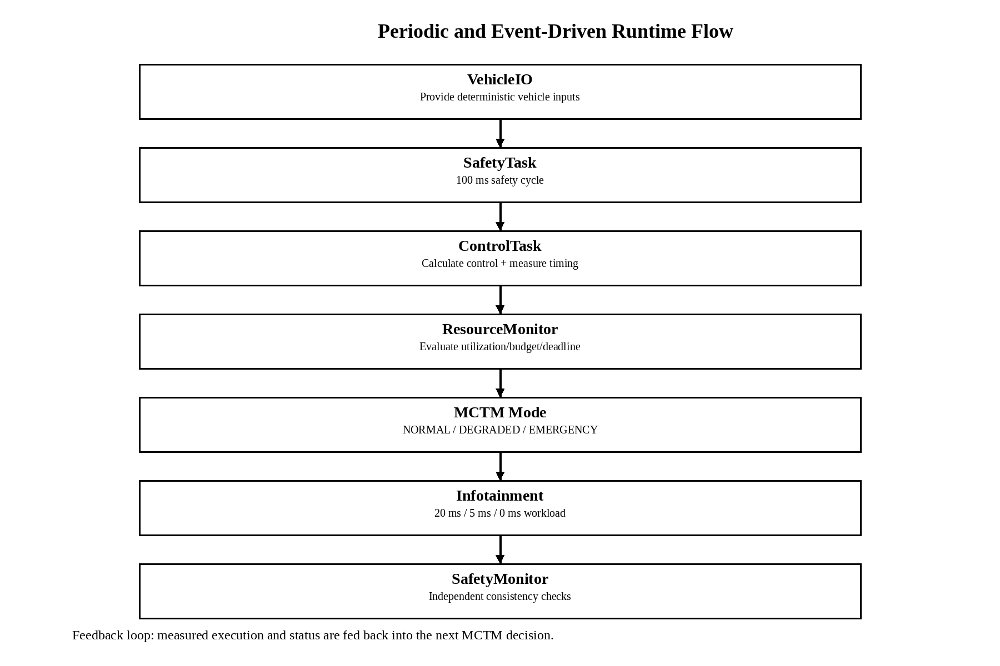 Periodic and Event-Driven Runtime Flow
VehicleIO
Provide deterministic vehicle inputs
SafetyTask
100 ms safety cycle
ControlTask
Calculate control + measure timing
ResourceMonitor
Evaluate utilization/budget/deadline
MCTM Mode
NORMAL / DEGRADED / EMERGENCY
Infotainment
20 ms / 5 ms / 0 ms workload
SafetyMonitor
Independent consistency checks
Feedback loop: measured execution and status are fed back into the next MCTM decision.